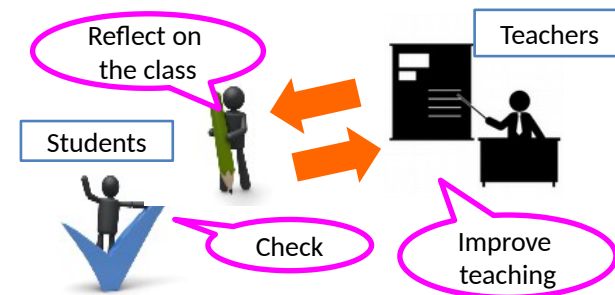 Reflect on
the class
Teachers
Students
Check
Improve
teaching